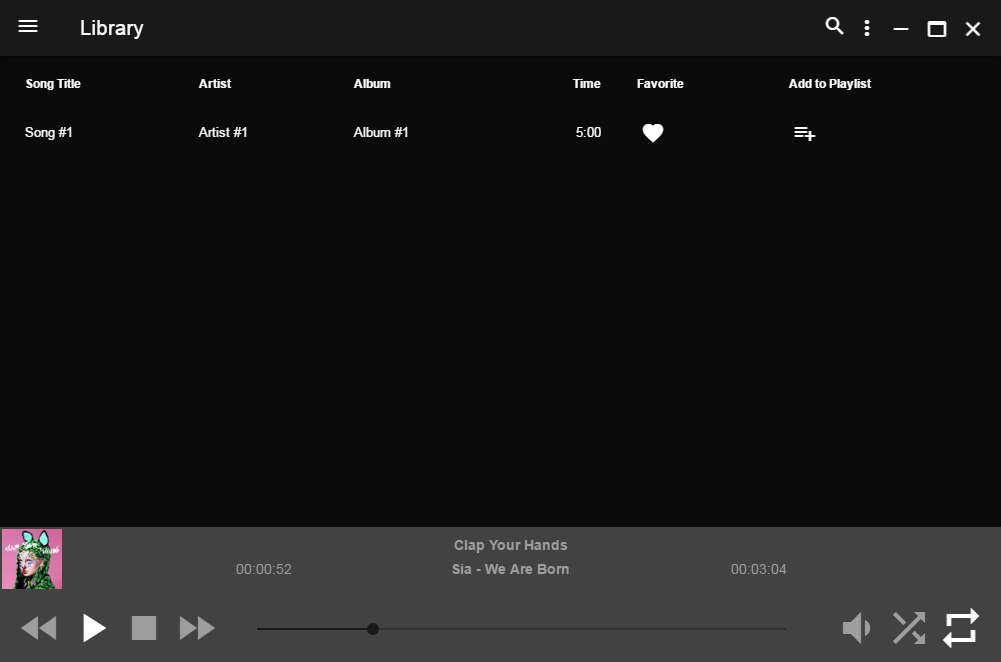 Library
Song Title Artist Album Time Favorite Add to Playlist
Song #1 Artist #1 Album #1 5:00
Clap Your Hands
00:00:52 Sia - We Are Born 00:03:04